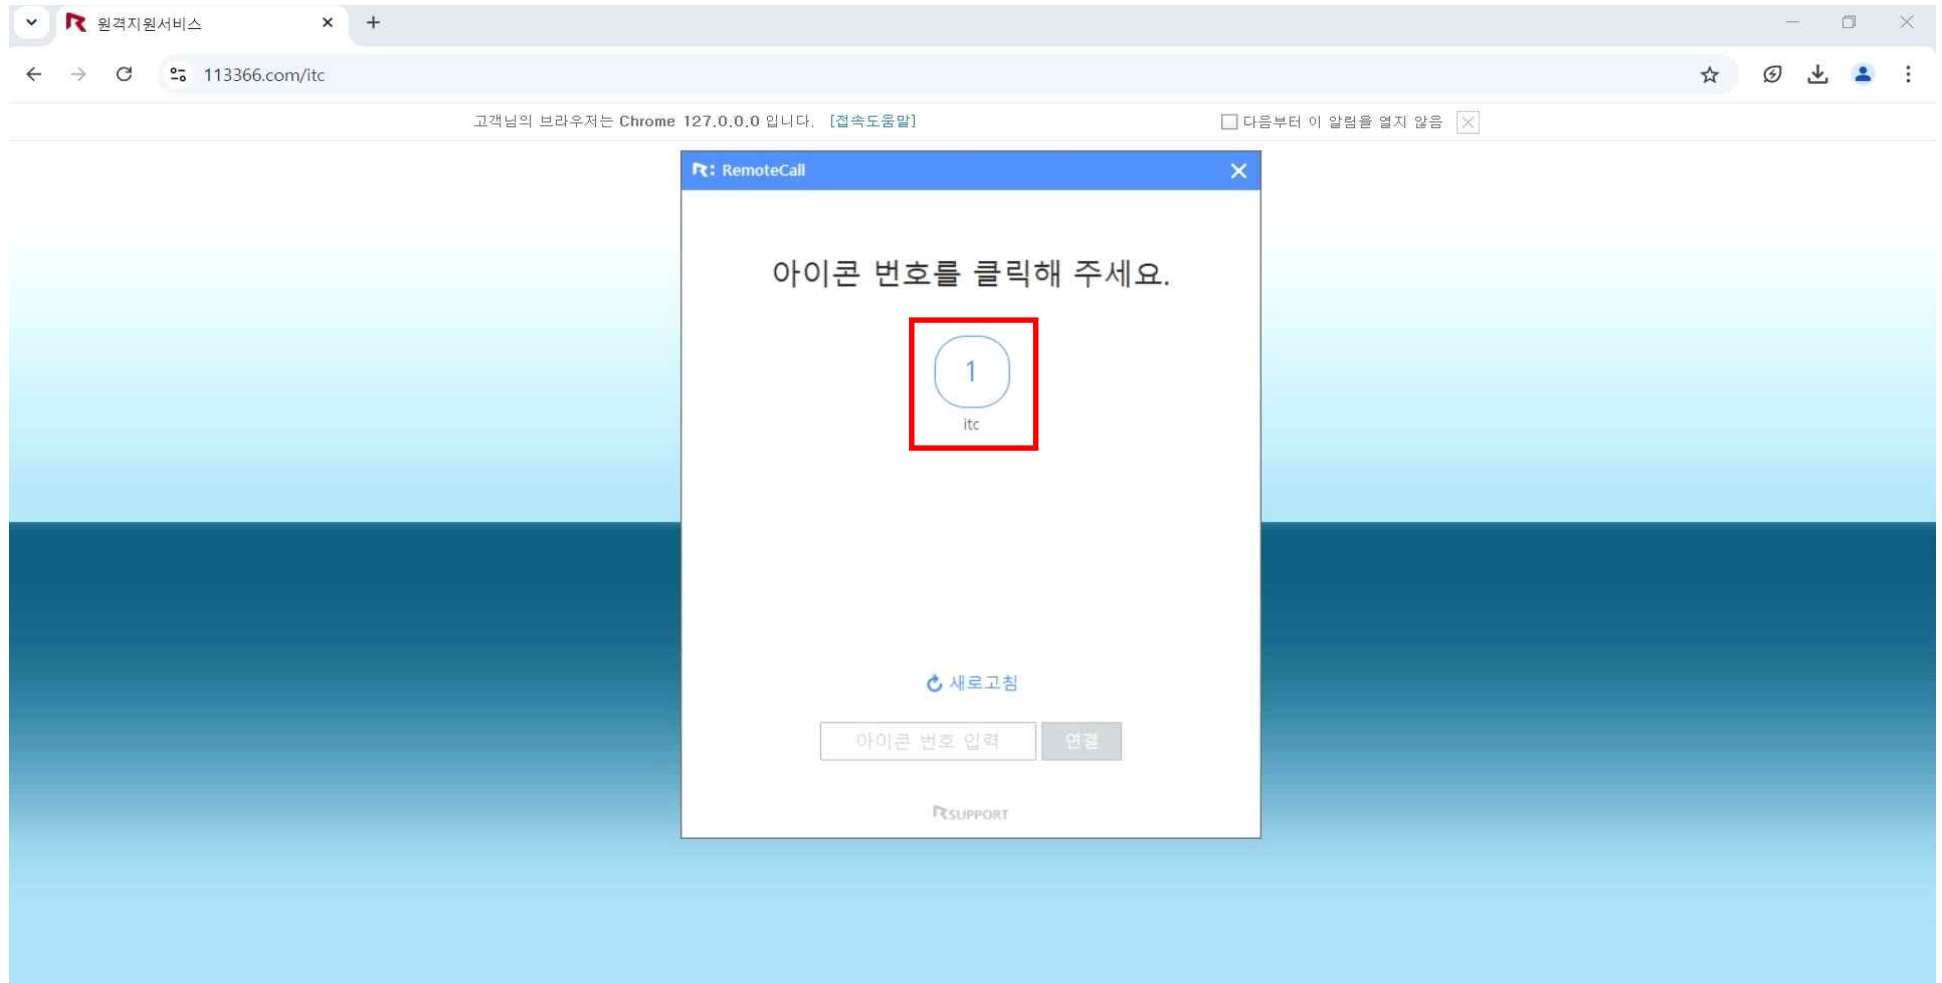 원격지원서비스
113366.com/itc
고객님의 브라우저는 Chrome 127.0.0.0 입니다. [접속도움말]
다음부터 이 알림을 열지 않음
R: RemoteCall
아이콘 번호를 클릭해 주세요.
1
itc
새로고침
아이콘 번호 입력
연결
RSUPPORT